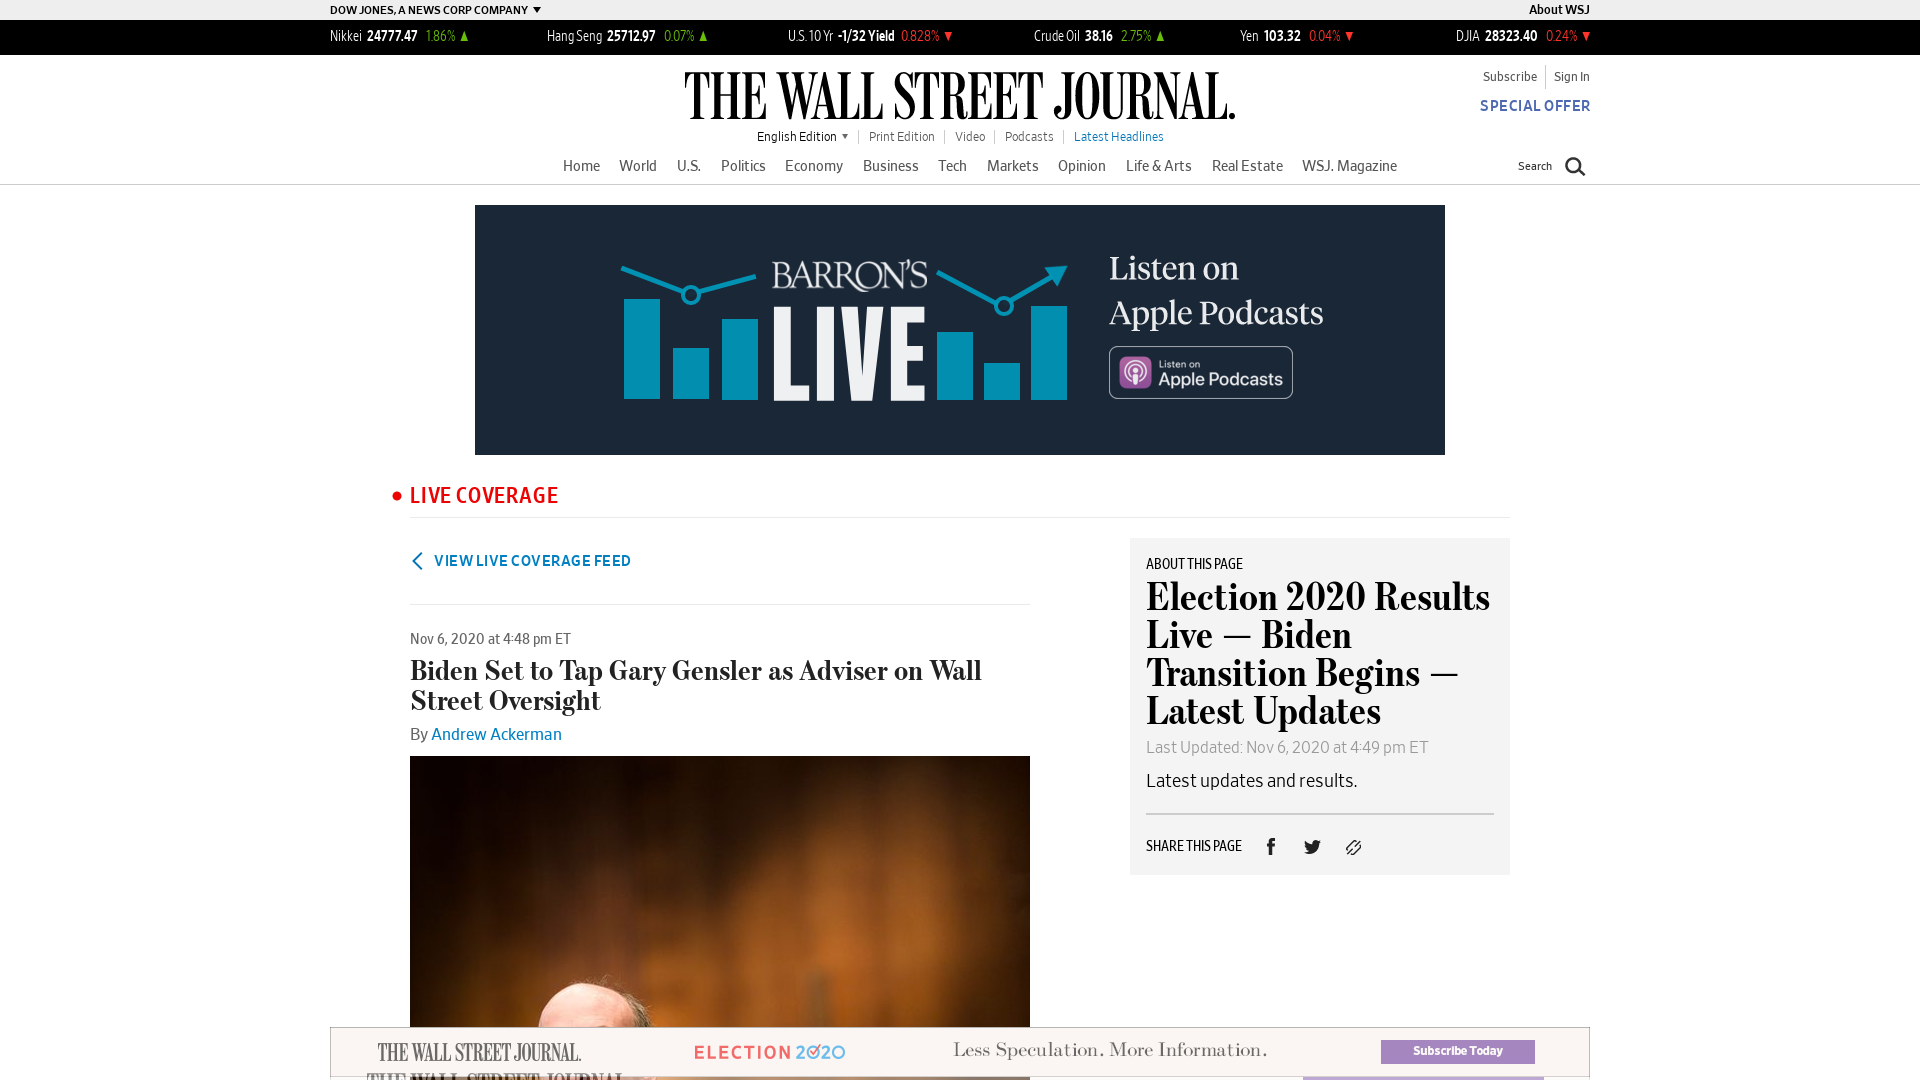 DOW JONES, A NEWS CORP COMPANY
About WSJ
Nikkei 24777.47 1.86%
Hang Seng 25712.97 0.07%
U.S. 10 Yr -1/32 Yield 0.828%
Crude Oil 38.16 2.75%
Yen 103.32 0.04%
DJIA 28323.40 0.24%
THE WALL STREET JOURNAL.
Subscribe
Sign In
SPECIAL OFFER
English Edition
Print Edition
Video
Podcasts
Latest Headlines
Home World U.S. Politics Economy Business Tech Markets Opinion Life & Arts Real Estate WSJ. Magazine
Search
BARRON'S
LIVE
Listen on
Apple Podcasts
Listen on
Apple Podcasts
LIVE COVERAGE
VIEW LIVE COVERAGE FEED
Nov 6, 2020 at 4:48 pm ET
Biden Set to Tap Gary Gensler as Adviser on Wall
Street Oversight
By Andrew Ackerman
ABOUT THIS PAGE
Election 2020 Results
Live — Biden
Transition Begins —
Latest Updates
Last Updated: Nov 6, 2020 at 4:49 pm ET
Latest updates and results.
SHARE THIS PAGE
THE WALL STREET JOURNAL.
ELECTION 2020
Less Speculation. More Information.
Subscribe Today
THE WALL STREET JOURNAL